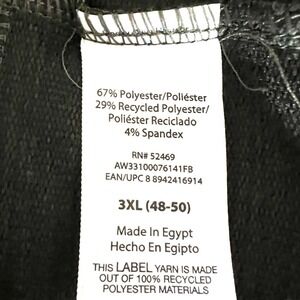 67% Polyester/Poliéster
29% Recycled Polyester/
Poliéster Reciclado
4% Spandex
RN# 52469
AW33100076141FB
EAN/UPC 8 8942416914
3XL (48-50)
Made In Egypt
Hecho En Egipto
THIS LABEL YARN IS MADE
OUT OF 100% RECYCLED
POLYESTER MATERIALS